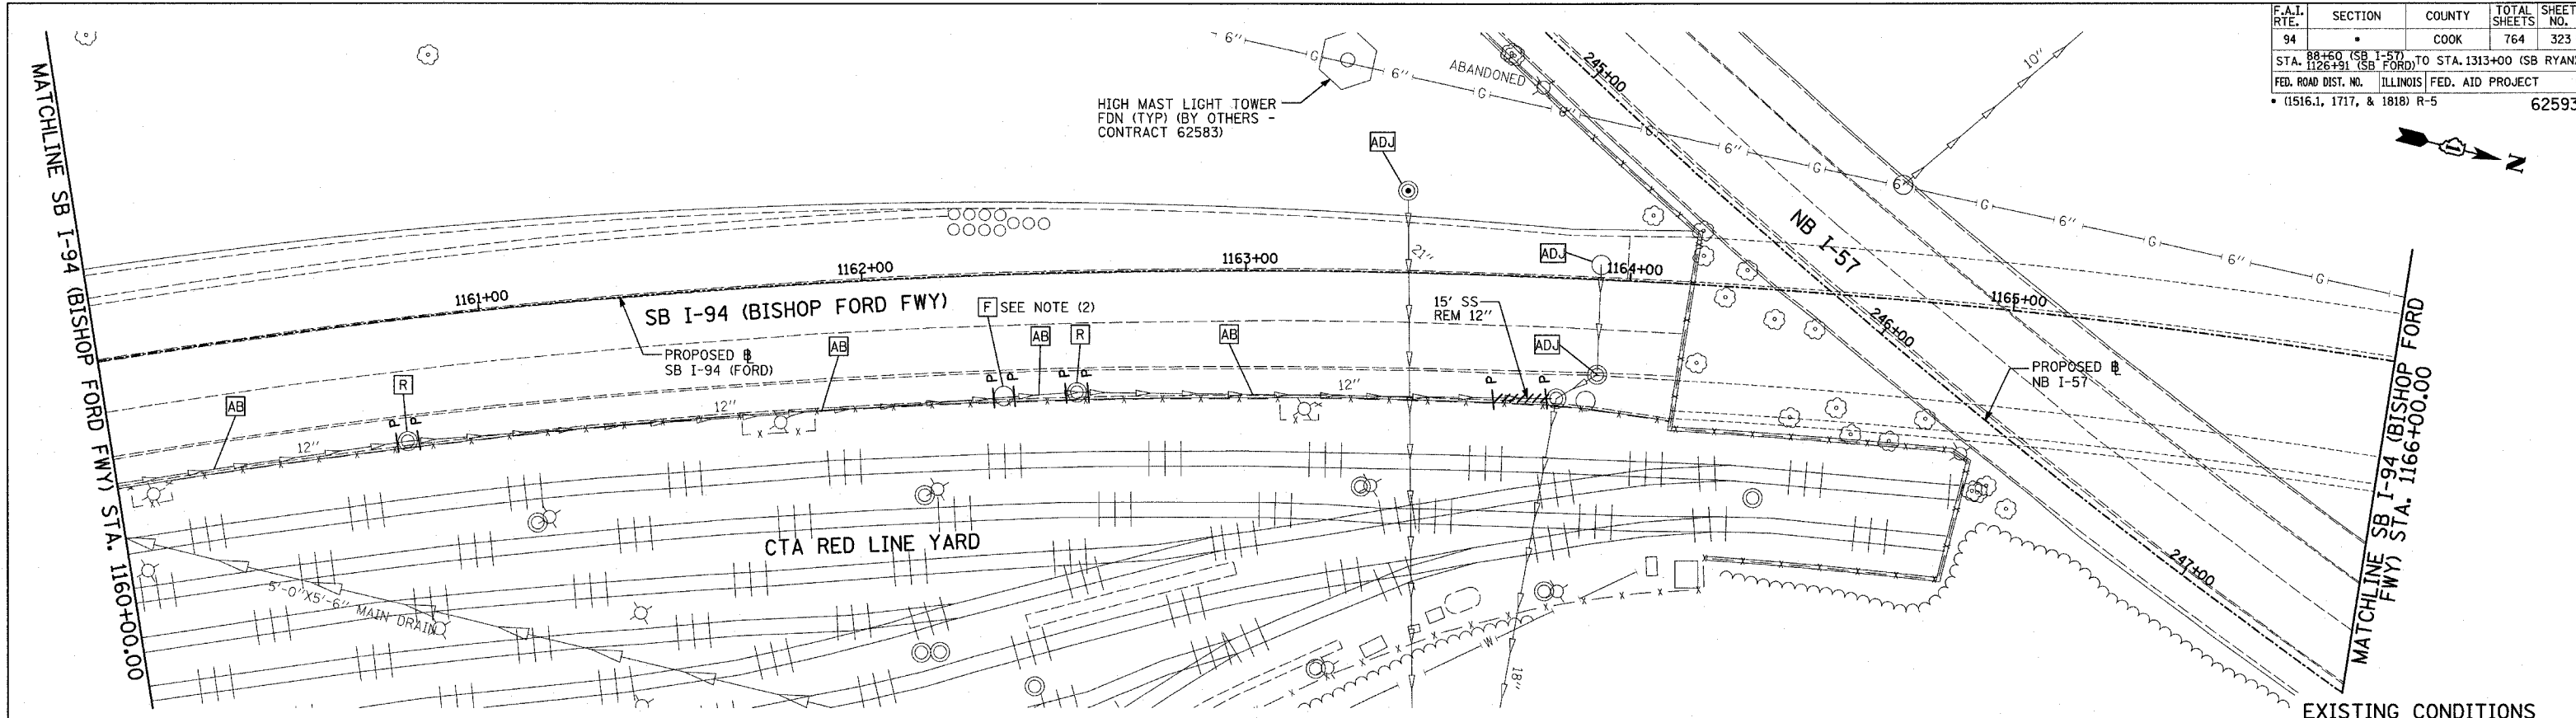 F.A.I. RTE. SECTION COUNTY TOTAL SHEETS SHEET NO.
94 • COOK 764 323
STA. 88+60 (SB I-57) TO STA. 1313+00 (SB RYAN)
1126+91 (SB FORD)
FED. ROAD DIST. NO. ILLINOIS FED. AID PROJECT
• (1516.1, 1717, & 1818) R-5 62593
N
MATCHLINE SB I-94 (BISHOP FORD FWY) STA. 1160+00.00
6"
G
6"
G
ABANDONED
6"
G
6"
G
6"
G
6"
G
6"
G
10"
HIGH MAST LIGHT TOWER
FDN (TYP) (BY OTHERS -
CONTRACT 62583)
ADJ
245+00
NB I-57
21"
ADJ
1161+00
1162+00
1163+00
1164+00
1165+00
SB I-94 (BISHOP FORD FWY)
F SEE NOTE (2)
15' SS
REM 12"
246+00
PROPOSED
SB I-94 (FORD)
AB
AB
R
AB
ADJ
PROPOSED
NB I-57
R
AB
P
P
P
P
P
P
P
P
12"
12"
12"
CTA RED LINE YARD
5'-0"X5'-6" MAIN DRAIN
W
18"
247+00
MATCHLINE SB I-94 (BISHOP FORD
FWY) STA. 1166+00.00
EXISTING CONDITIONS